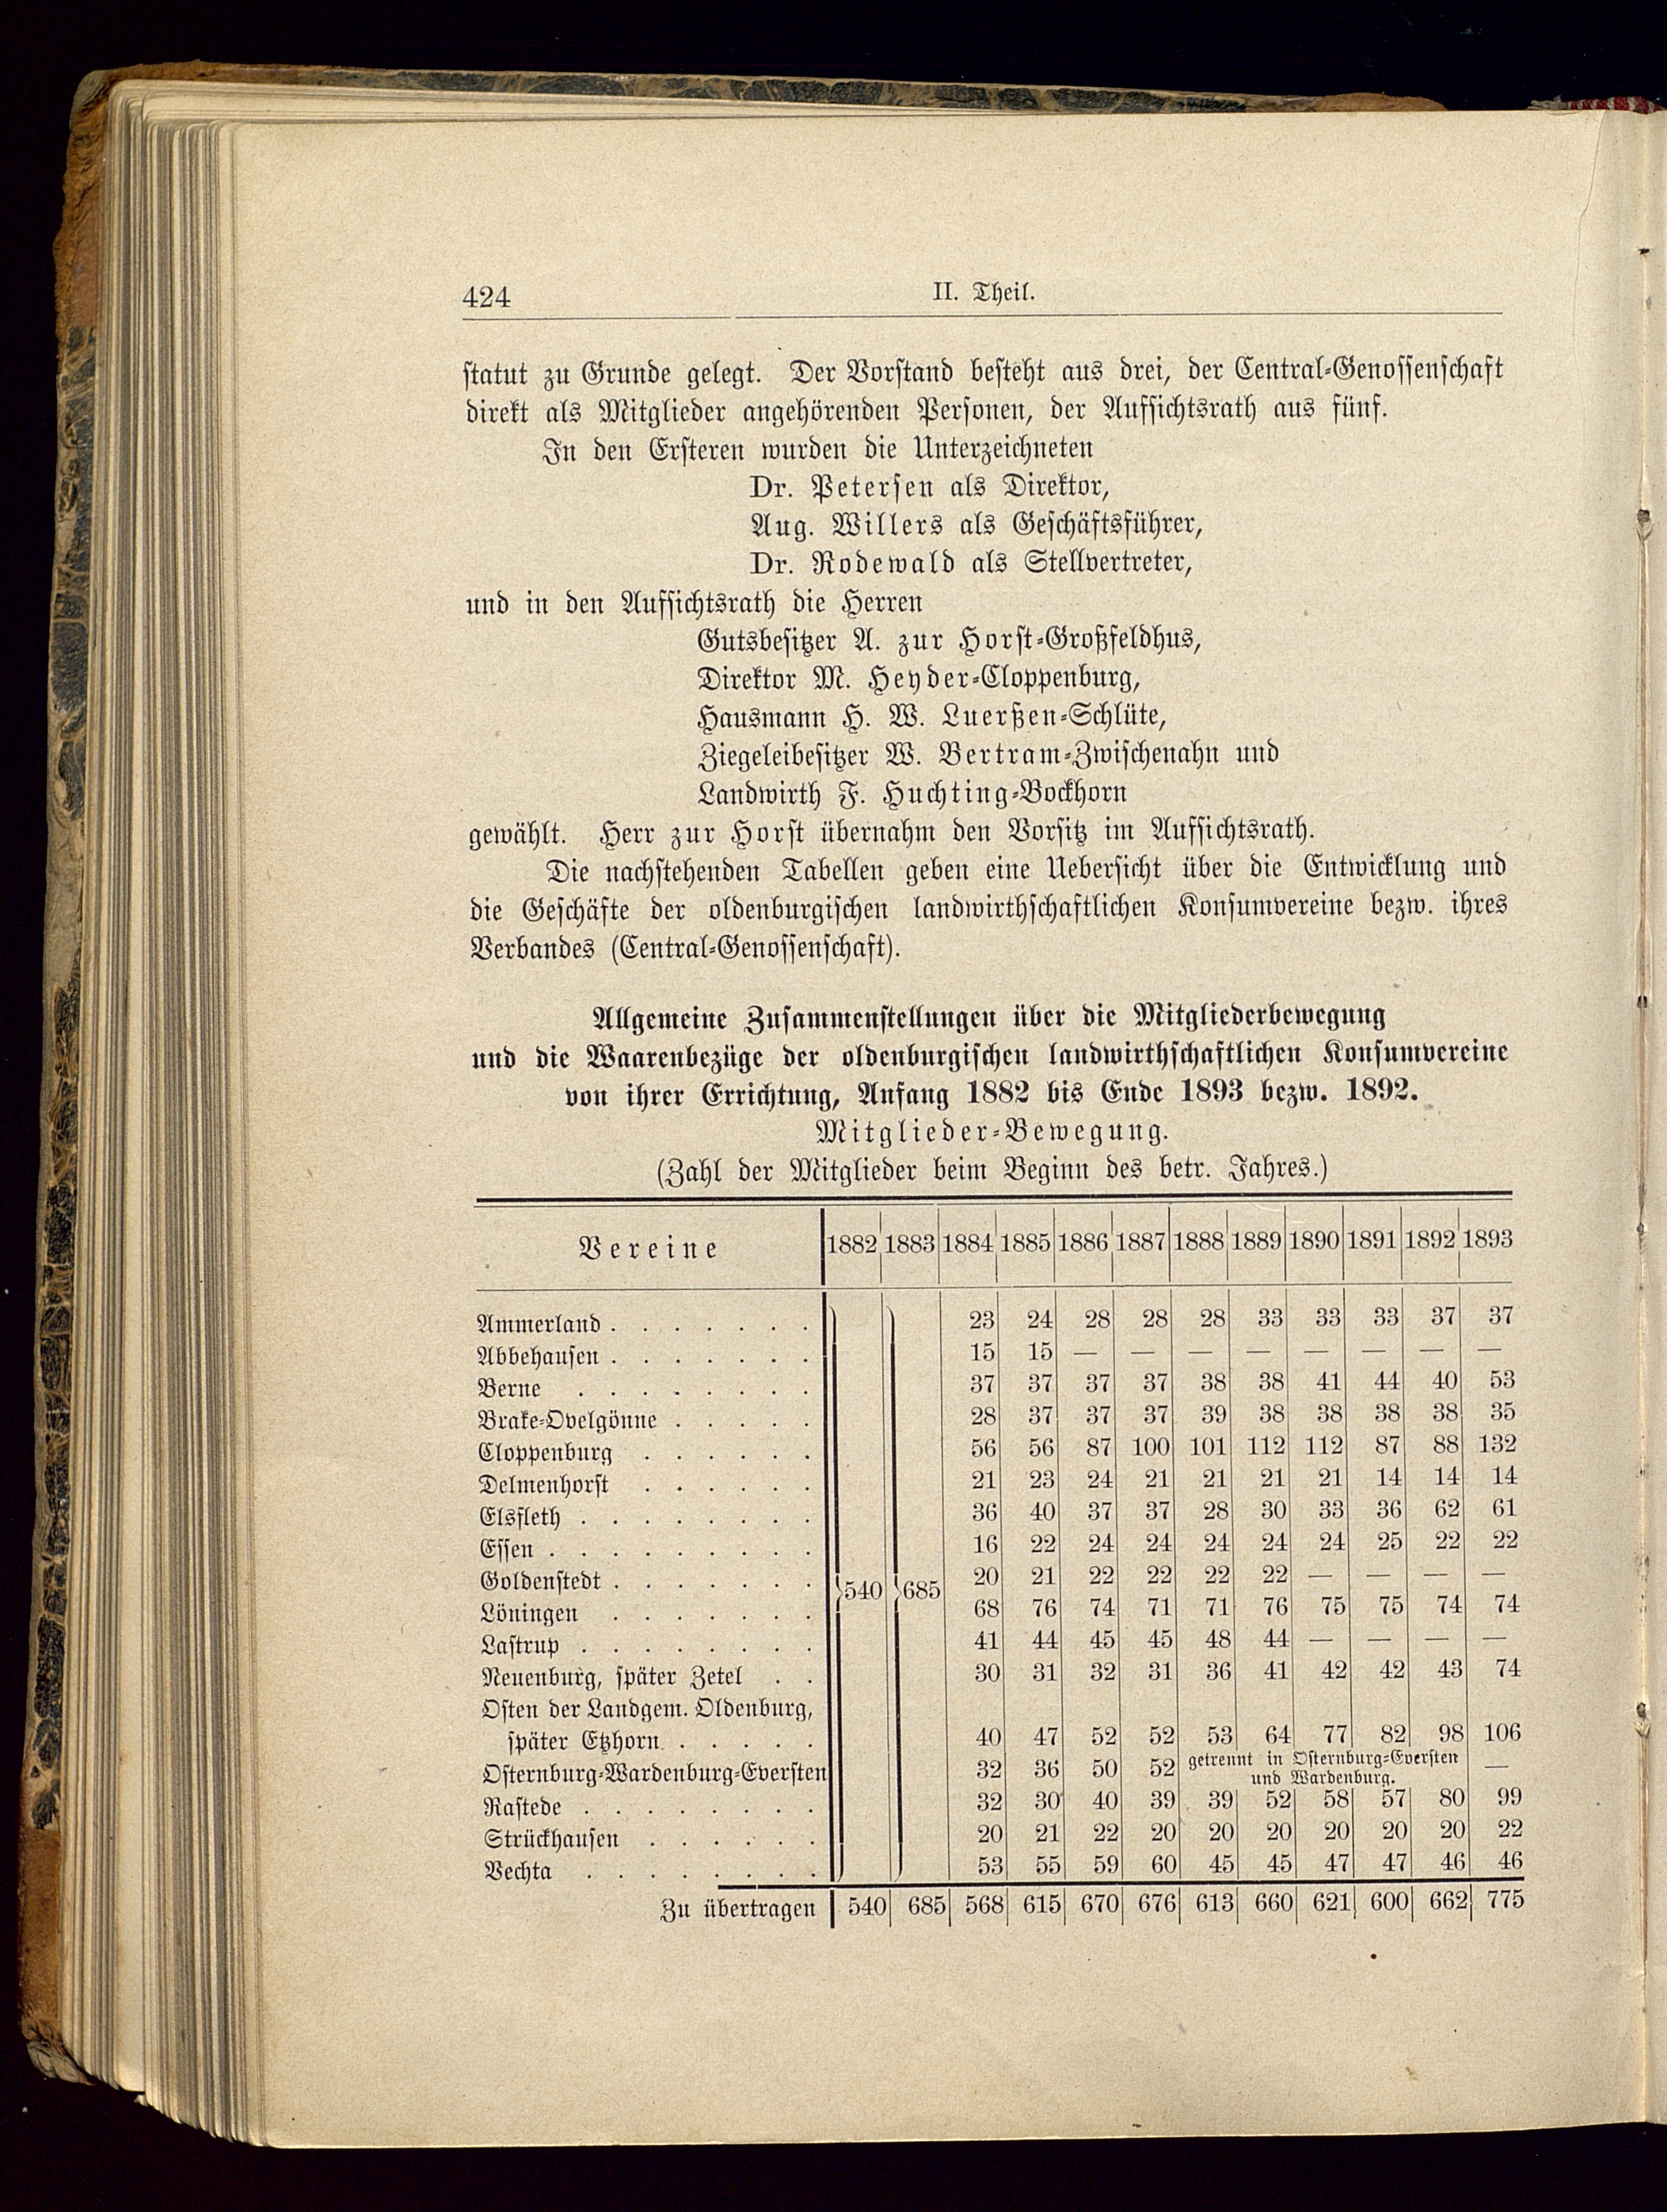 424
II. Theil.
statut zu Grunde gelegt. Der Vorstand besteht aus drei, der Central-Genossenschaft
direkt als Mitglieder angehörenden Personen, der Aufsichtsrath aus fünf.
In den Ersteren wurden die Unterzeichneten
Dr. Petersen als Direktor,
Aug. Willers als Geschäftsführer,
Dr. Rodewald als Stellvertreter,
und in den Aufsichtsrath die Herren
Gutsbesitzer A. zur Horst-Großfeldhus,
Direktor M. Heyder-Cloppenburg,
Hausmann H. W. Luerßen-Schlüte,
Ziegeleibesitzer W. Bertram-Zwischenahn und
Landwirth F. Huchting-Bockhorn
gewählt. Herr zur Horst übernahm den Vorsitz im Aufsichtsrath.
Die nachstehenden Tabellen geben eine Uebersicht über die Entwicklung und
die Geschäfte der oldenburgischen landwirthschaftlichen Konsumvereine bezw. ihres
Verbandes (Central-Genossenschaft).
Allgemeine Zusammenstellungen über die Mitgliederbewegung
und die Waarenbezüge der oldenburgischen landwirthschaftlichen Konsumvereine
von ihrer Errichtung, Anfang 1882 bis Ende 1893 bezw. 1892.
Mitglieder-Bewegung.
(Zahl der Mitglieder beim Beginn des betr. Jahres.)
Vereine 1882 1883 1884 1885 1886 1887 1888 1889 1890 1891 1892 1893
Ammerland . . . . . . . 23 24 28 28 28 33 33 33 37 37
Abbehausen . . . . . . . 15 15 — — — — — — — —
Berne . . . . . . . . 37 37 37 37 38 38 41 44 40 53
Brake-Ovelgönne . . . . . 28 37 37 37 39 38 38 38 38 35
Cloppenburg . . . . . . 56 56 87 100 101 112 112 87 88 132
Delmenhorst . . . . . . 21 23 24 21 21 21 21 14 14 14
Elsfleth . . . . . . . . 36 40 37 37 28 30 33 36 62 61
Essen . . . . . . . . . 16 22 24 24 24 24 24 25 22 22
Goldenstedt . . . . . . . 540 685 20 21 22 22 22 22 — — — —
Löningen . . . . . . . 68 76 74 71 71 76 75 75 74 74
Lastrup . . . . . . . . 41 44 45 45 48 44 — — — —
Neuenburg, später Zetel . . 30 31 32 31 36 41 42 42 43 74
Osten der Landgem. Oldenburg,
später Etzhorn . . . . . 40 47 52 52 53 64 77 82 98 106
Osternburg-Wardenburg-Eversten 32 36 50 52 getrennt in Osternburg-Eversten —
und Wardenburg.
Rastede . . . . . . . . 32 30 40 39 39 52 58 57 80 99
Strückhausen . . . . . . 20 21 22 20 20 20 20 20 20 22
Vechta . . . . . . . . 53 55 59 60 45 45 47 47 46 46
Zu übertragen 540 685 568 615 670 676 613 660 621 600 662 775